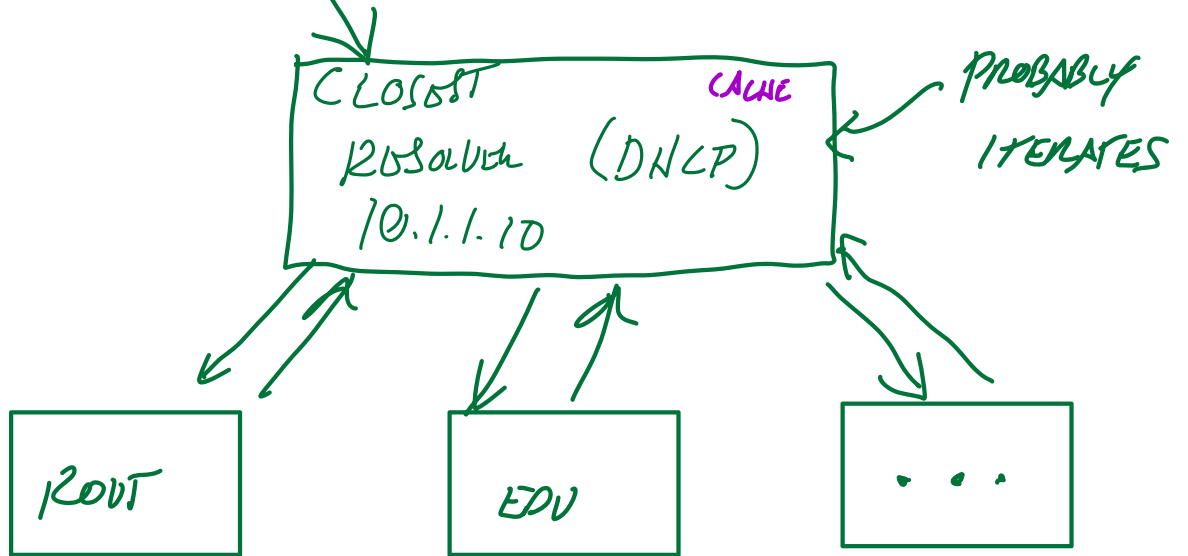 CLOSEST
CACHE
RESOLVER (DHCP)
10.1.1.10
PROBABLY
ITERATES
ROOT
EDU
. . .